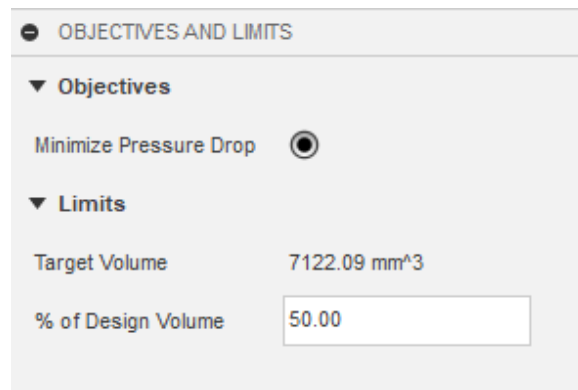 OBJECTIVES AND LIMITS
Objectives
Minimize Pressure Drop
Limits
Target Volume 7122.09 mm^3
% of Design Volume 50.00